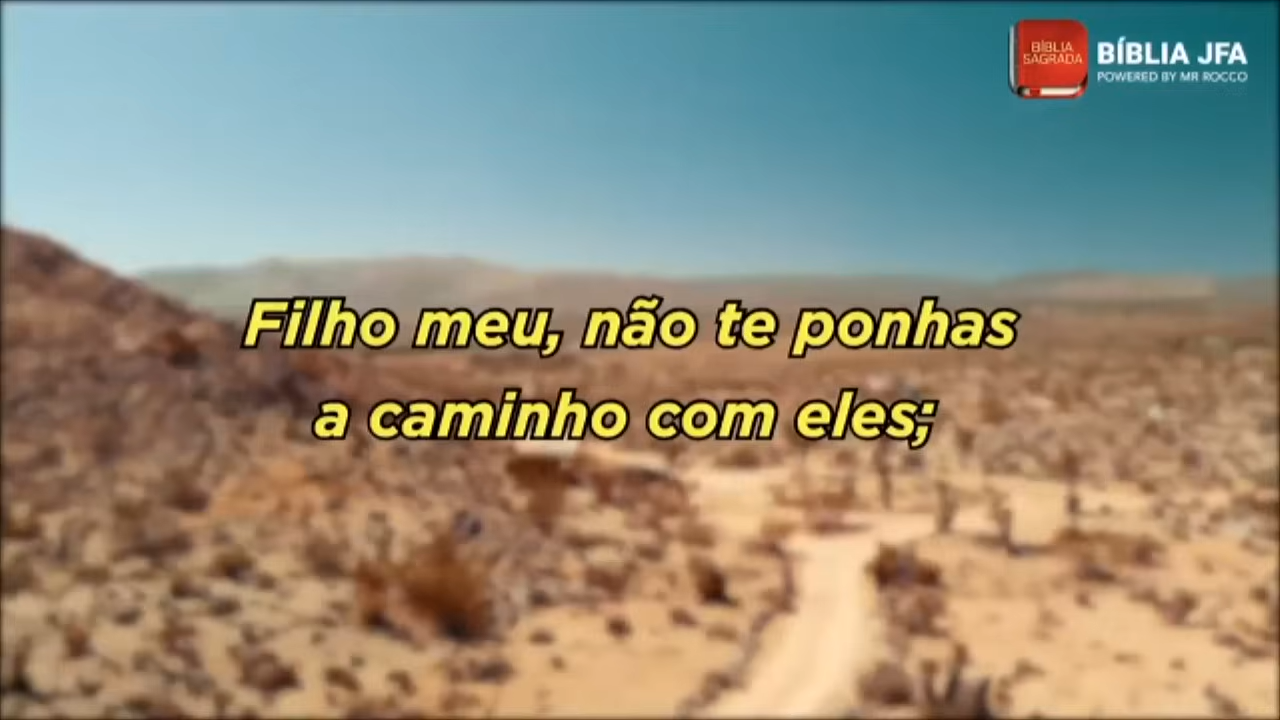 BÍBLIA
SAGRADA
BÍBLIA JFA
POWERED BY MR ROCCO
Filho meu, não te ponhas
a caminho com eles;